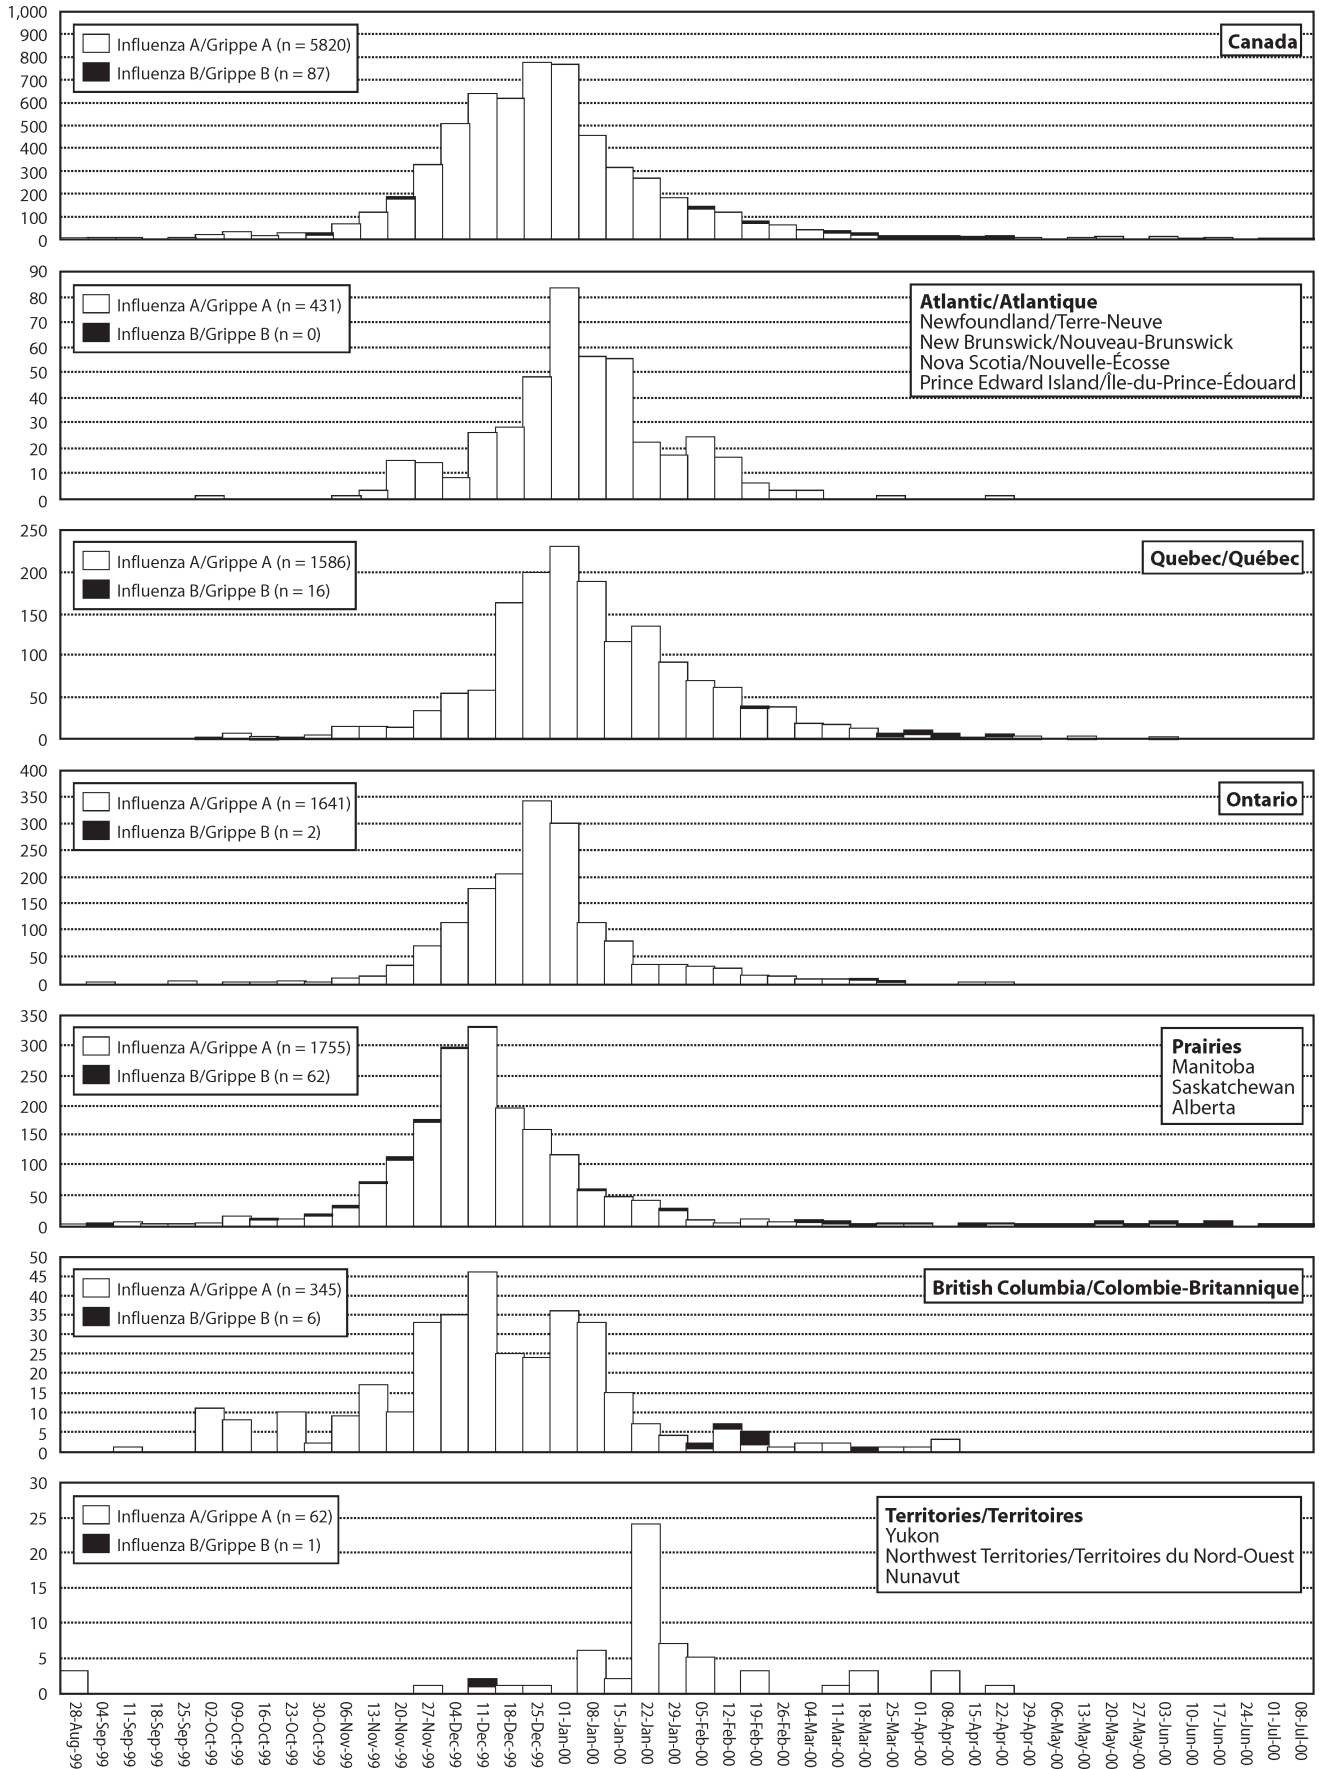 1,000
900
800
700
600
500
400
300
200
100
0
Influenza A/Grippe A (n = 5820)
Influenza B/Grippe B (n = 87)
Canada
90
80
70
60
50
40
30
20
10
0
Influenza A/Grippe A (n = 431)
Influenza B/Grippe B (n = 0)
Atlantic/Atlantique
Newfoundland/Terre-Neuve
New Brunswick/Nouveau-Brunswick
Nova Scotia/Nouvelle-Écosse
Prince Edward Island/Île-du-Prince-Édouard
250
200
150
100
50
0
Influenza A/Grippe A (n = 1586)
Influenza B/Grippe B (n = 16)
Quebec/Québec
400
350
300
250
200
150
100
50
0
Influenza A/Grippe A (n = 1641)
Influenza B/Grippe B (n = 2)
Ontario
350
300
250
200
150
100
50
0
Influenza A/Grippe A (n = 1755)
Influenza B/Grippe B (n = 62)
Prairies
Manitoba
Saskatchewan
Alberta
50
45
40
35
30
25
20
15
10
5
0
Influenza A/Grippe A (n = 345)
Influenza B/Grippe B (n = 6)
British Columbia/Colombie-Britannique
30
25
20
15
10
5
0
Influenza A/Grippe A (n = 62)
Influenza B/Grippe B (n = 1)
Territories/Territoires
Yukon
Northwest Territories/Territoires du Nord-Ouest
Nunavut
28-Aug-99
04-Sep-99
11-Sep-99
18-Sep-99
25-Sep-99
02-Oct-99
09-Oct-99
16-Oct-99
23-Oct-99
30-Oct-99
06-Nov-99
13-Nov-99
20-Nov-99
27-Nov-99
04-Dec-99
11-Dec-99
18-Dec-99
25-Dec-99
01-Jan-00
08-Jan-00
15-Jan-00
22-Jan-00
29-Jan-00
05-Feb-00
12-Feb-00
19-Feb-00
26-Feb-00
04-Mar-00
11-Mar-00
18-Mar-00
25-Mar-00
01-Apr-00
08-Apr-00
15-Apr-00
22-Apr-00
29-Apr-00
06-May-00
13-May-00
20-May-00
27-May-00
03-Jun-00
10-Jun-00
17-Jun-00
24-Jun-00
01-Jul-00
08-Jul-00